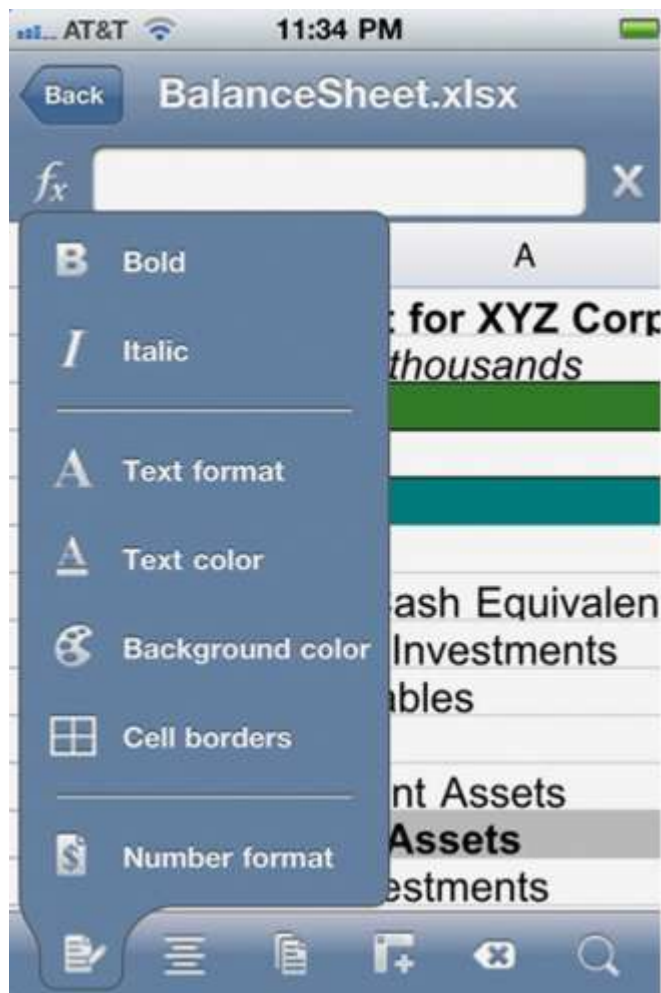 AT&T 11:34 PM
Back BalanceSheet.xlsx
fx
A
Bold
Italic
Text format
Text color
Background color
Cell borders
Number format
for XYZ Corp
thousands
ash Equivalen
Investments
ables
nt Assets
Assets
estments